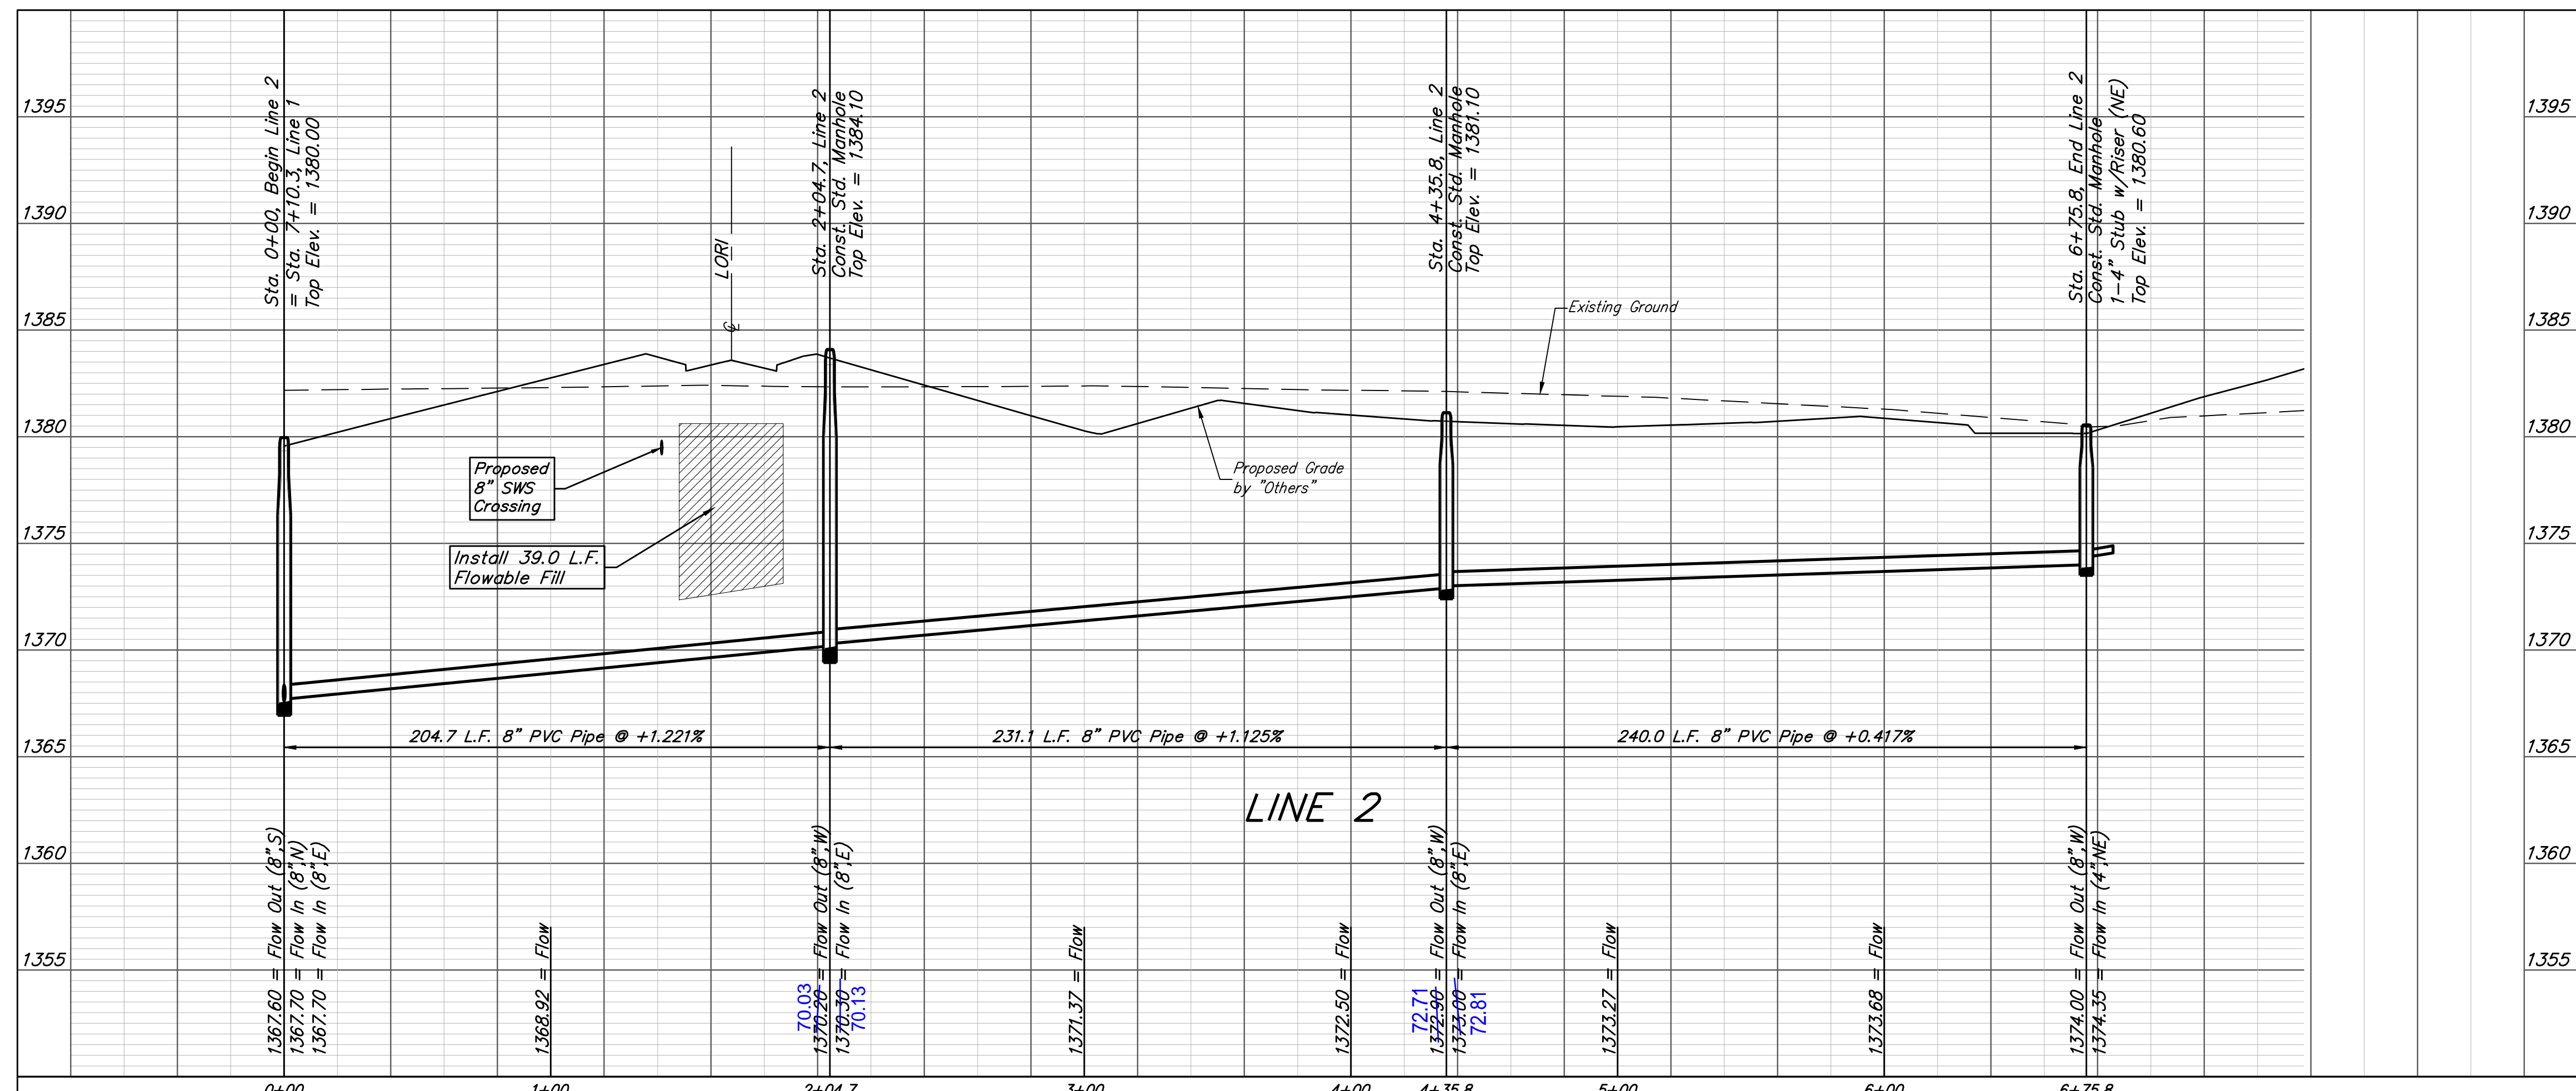 Sta. 0+00, Begin Line 2
= Sta. 7+10.3, Line 1
Top Elev. = 1380.00
LORI
℄
Sta. 2+04.7, Line 2
Const. Std. Manhole
Top Elev. = 1384.10
Sta. 4+35.8, Line 2
Const. Std. Manhole
Top Elev. = 1381.10
Sta. 6+75.8, End Line 2
Const. Std. Manhole
1-4" Stub w/Riser (NE)
Top Elev. = 1380.60
1395
1390
1385
1380
1375
1370
1365
1360
1355
1395
1390
1385
1380
1375
1370
1365
1360
1355
Existing Ground
Proposed Grade
by "Others"
Proposed
8" SWS
Crossing
Install 39.0 L.F.
Flowable Fill
204.7 L.F. 8" PVC Pipe @ +1.221%
231.1 L.F. 8" PVC Pipe @ +1.125%
240.0 L.F. 8" PVC Pipe @ +0.417%
LINE 2
1367.60 = Flow Out (8",S)
1367.70 = Flow In (8",N)
1367.70 = Flow In (8",E)
1368.92 = Flow
70.03
1370.20 = Flow Out (8",W)
1370.30 = Flow In (8",E)
70.13
1371.37 = Flow
1372.50 = Flow
72.71
1372.90 = Flow Out (8",W)
1373.00 = Flow In (8",E)
72.81
1373.27 = Flow
1373.68 = Flow
1374.00 = Flow Out (8",W)
1374.35 = Flow In (4",NE)
0+00
1+00
2+04.7
3+00
4+00
4+35.8
5+00
6+00
6+75.8